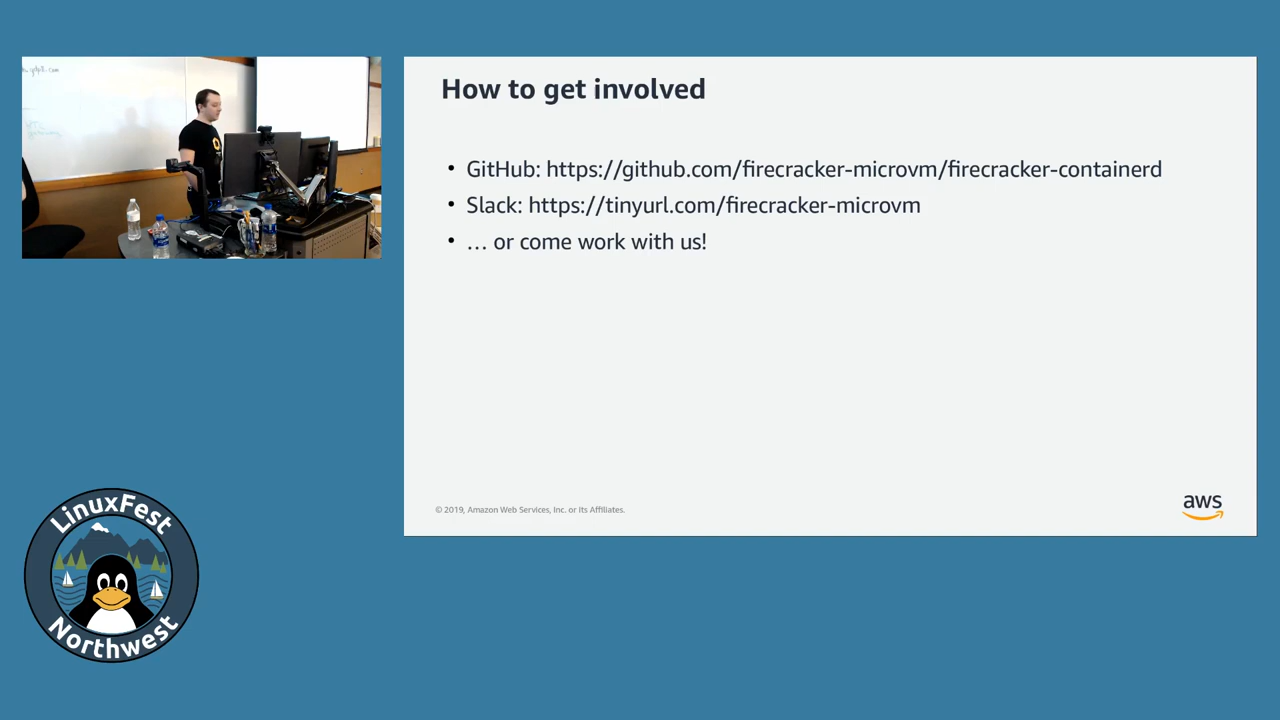 How to get involved
• GitHub: https://github.com/firecracker-microvm/firecracker-containerd
• Slack: https://tinyurl.com/firecracker-microvm
• … or come work with us!
© 2019, Amazon Web Services, Inc. or its Affiliates.
aws
LinuxFest
Northwest